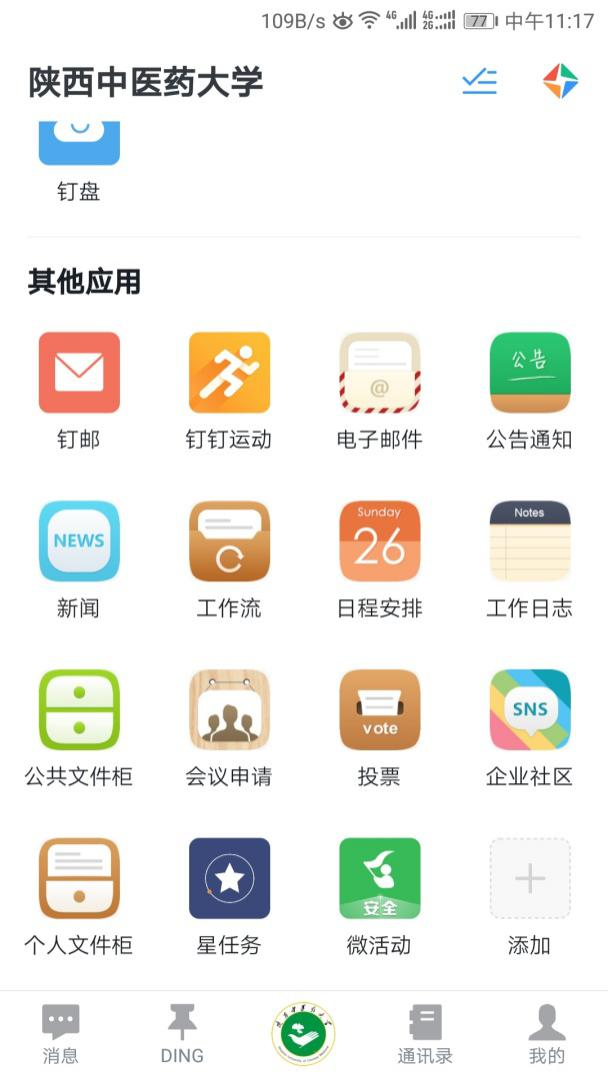 109B/s 4G 4G 2G 77 中午11:17
陕西中医药大学
钉盘
其他应用
公告
钉邮 钉钉运动 电子邮件 公告通知
NEWS Sunday 26 Notes
新闻 工作流 日程安排 工作日志
vote SNS
公共文件柜 会议申请 投票 企业社区
安全
个人文件柜 星任务 微活动 添加
消息 DING 通讯录 我的